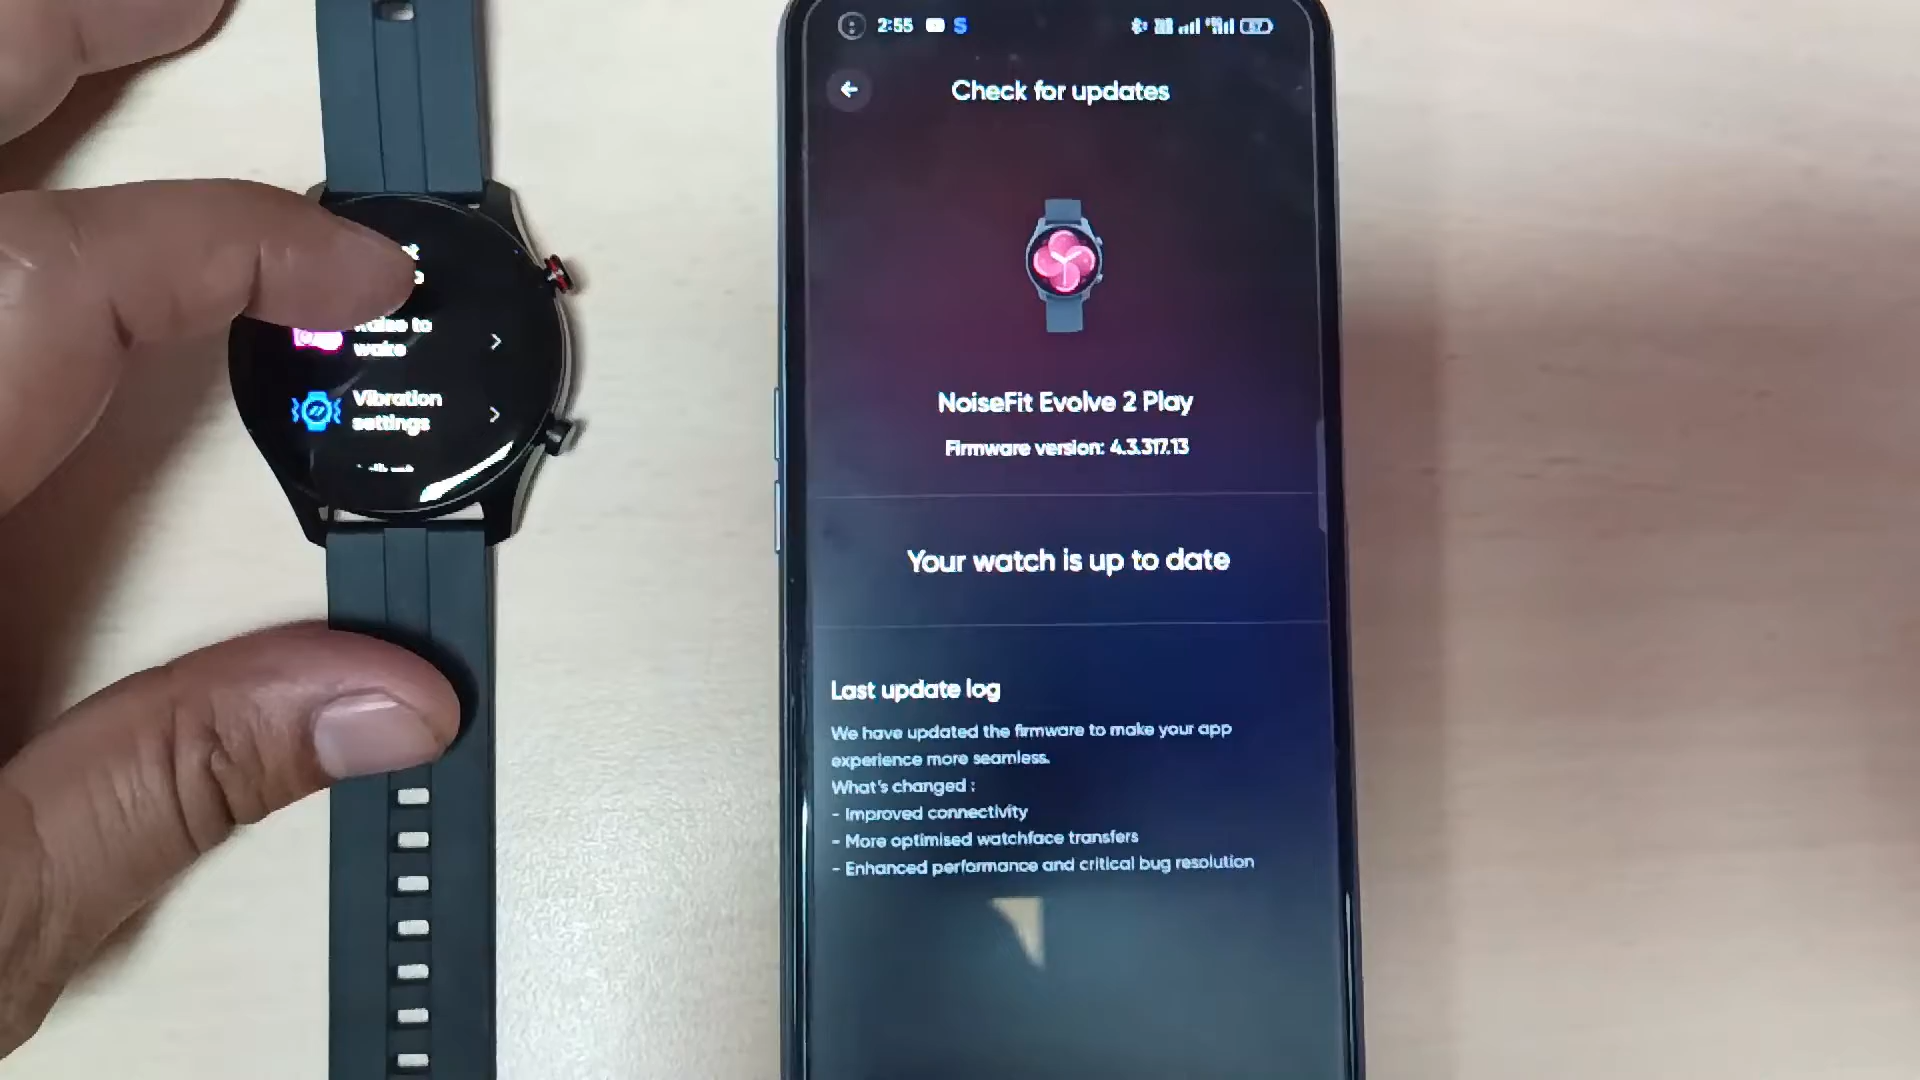 to
wake
Vibration
settings
2:55
Check for updates
NoiseFit Evolve 2 Play
Firmware version: 4.3.317.13
Your watch is up to date
Last update log
We have updated the firmware to make your app
experience more seamless.
What's changed :
- Improved connectivity
- More optimised watchface transfers
- Enhanced performance and critical bug resolution